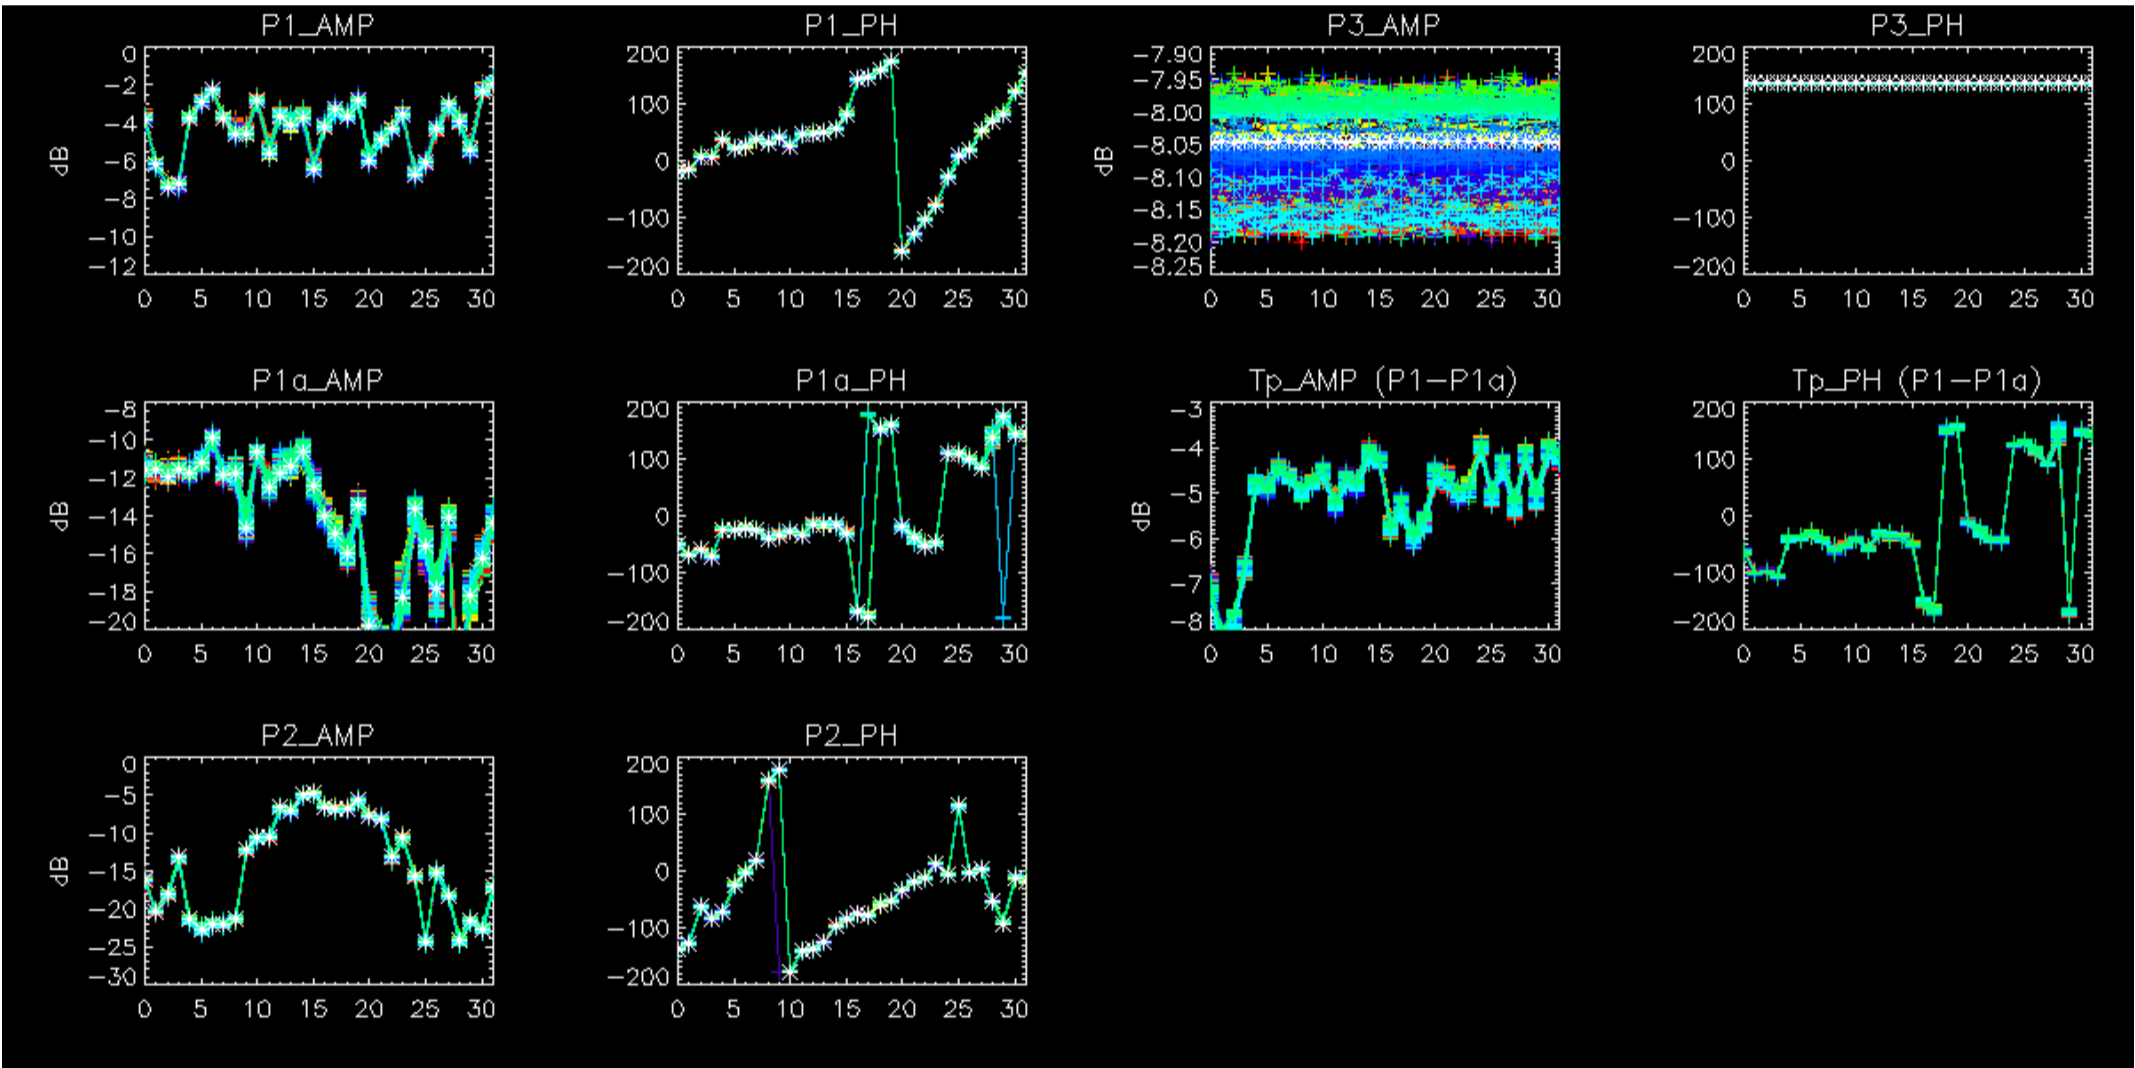 P1_AMP P1_PH P3_AMP P3_PH
0 200 -7.90 200
-2 100 -7.95 100
-4 0 -8.00 0
-6 -100 -8.05 -100
-8 -200 -8.10 -200
-10 -8.15
-12 -8.20
-8.25
dB dB
0 5 10 15 20 25 30 0 5 10 15 20 25 30 0 5 10 15 20 25 30 0 5 10 15 20 25 30
P1a_AMP P1a_PH Tp_AMP (P1-P1a) Tp_PH (P1-P1a)
-8 200 -3 200
-10 100 -4 100
-12 0 -5 0
-14 -100 -6 -100
-16 -200 -7 -200
-18 -8
-20
dB dB
0 5 10 15 20 25 30 0 5 10 15 20 25 30 0 5 10 15 20 25 30 0 5 10 15 20 25 30
P2_AMP P2_PH
0 200
-5 100
-10 0
-15 -100
-20 -200
-25
-30
dB
0 5 10 15 20 25 30 0 5 10 15 20 25 30